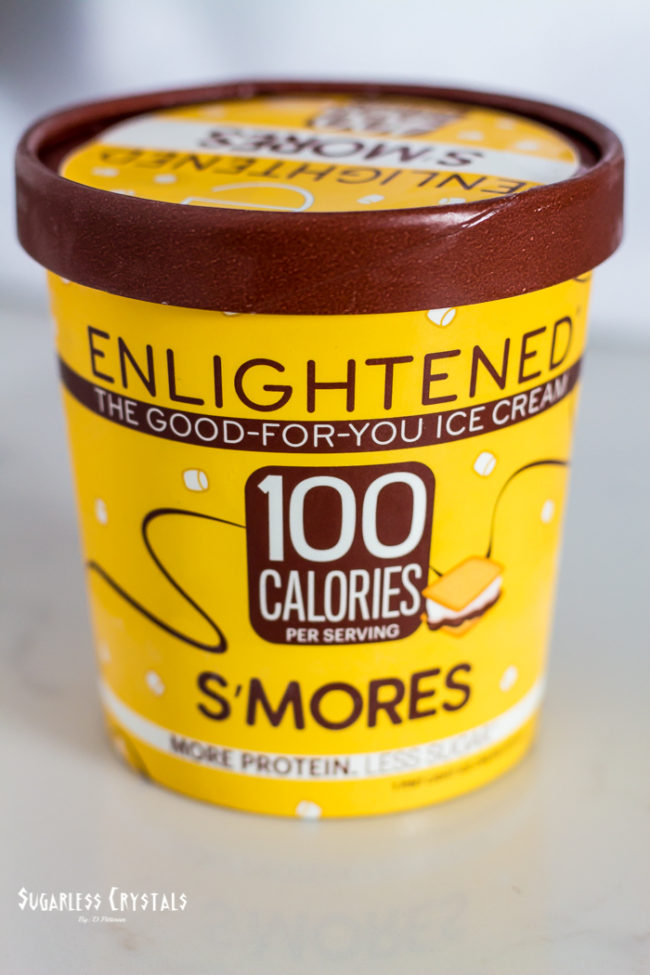 S'MORES
ENLIGHTENED
ENLIGHTENED
THE GOOD-FOR-YOU ICE CREAM
100
CALORIES
PER SERVING
S'MORES
MORE PROTEIN. LESS SUGAR.
SUGARLESS CRYSTALS